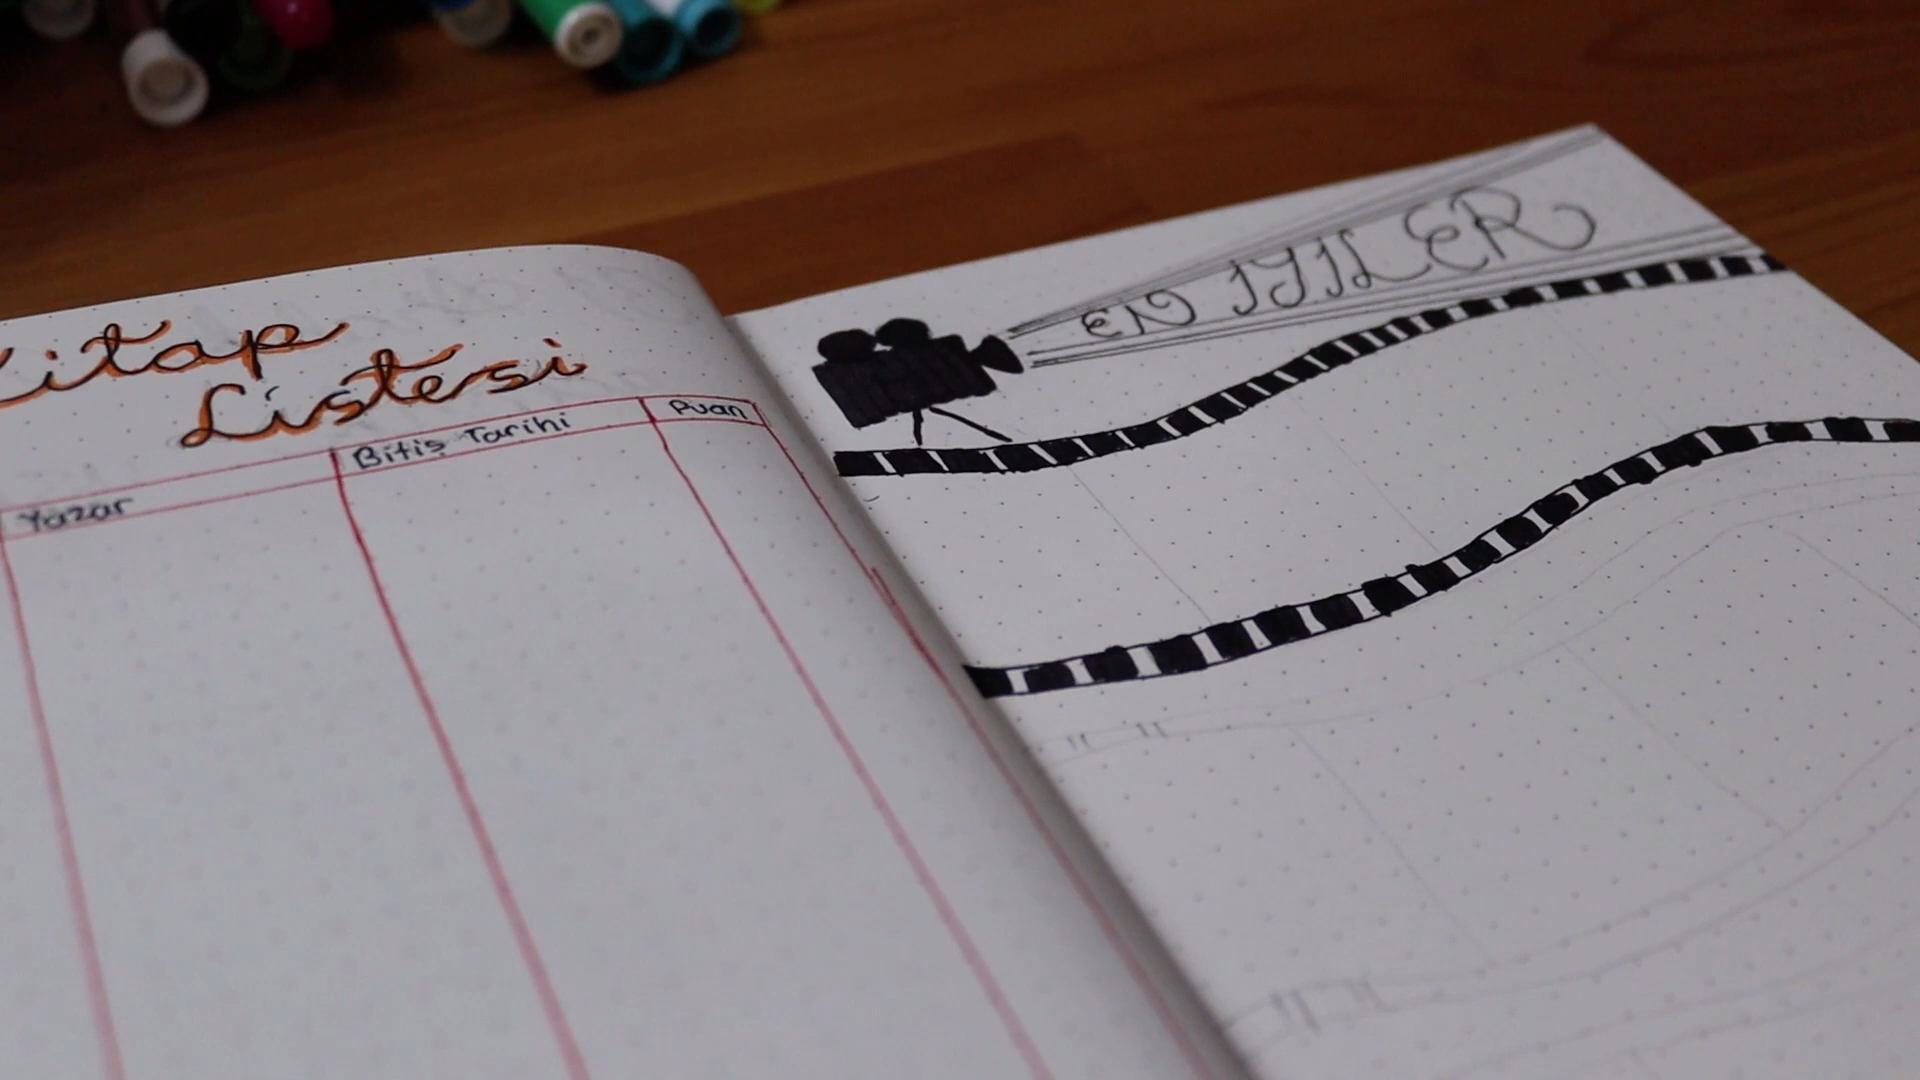 Kitap
Listesi
Yazar
Bitiş Tarihi
Puan
EN İYİLER